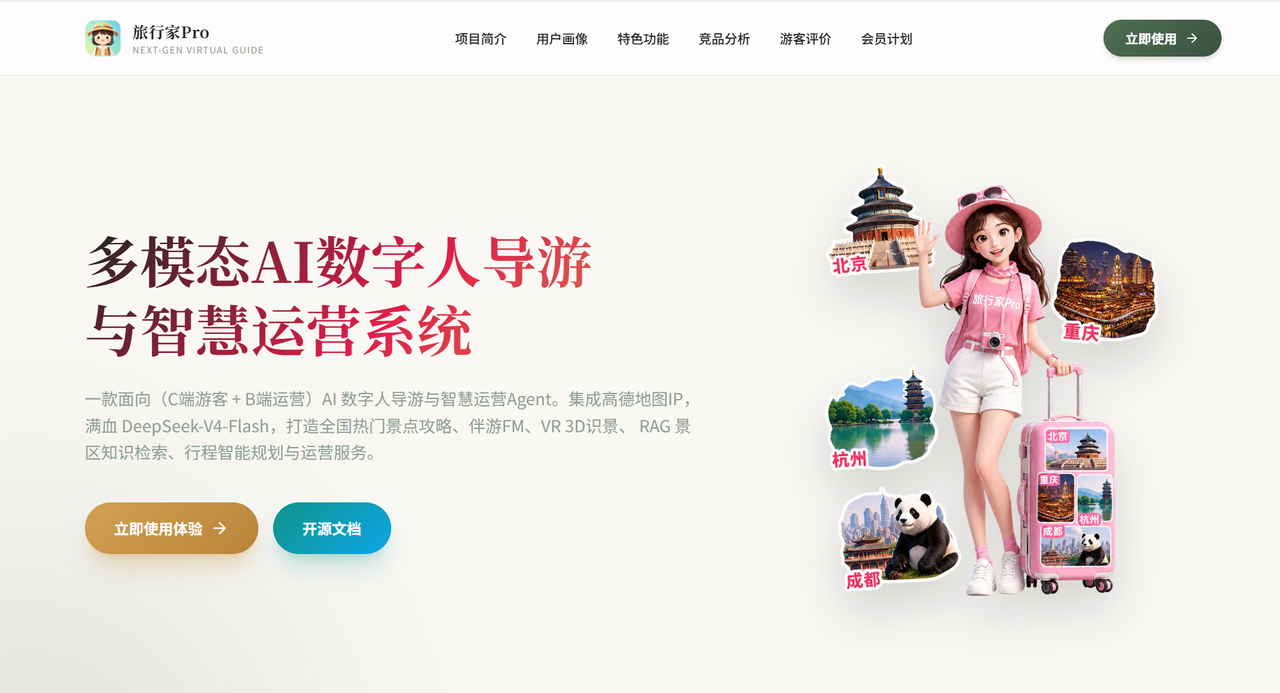 旅行家Pro
NEXT-GEN VIRTUAL GUIDE
项目简介 用户画像 特色功能 竞品分析 游客评价 会员计划
立即使用
多模态AI数字人导游
与智慧运营系统
一款面向（C端游客 + B端运营）AI 数字人导游与智慧运营Agent。集成高德地图IP，
满血 DeepSeek-V4-Flash，打造全国热门景点攻略、伴游FM、VR 3D识景、 RAG 景
区知识检索、行程智能规划与运营服务。
立即使用体验
开源文档
北京
旅行家Pro
重庆
杭州
成都
北京
重庆
杭州
成都